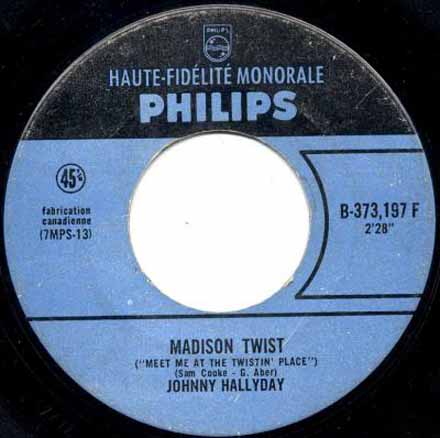 PHILIPS
HAUTE-FIDÉLITÉ MONORALE
PHILIPS
45
fabrication
canadienne
(7MPS-13)
B-373,197 F
2'28"
MADISON TWIST
("MEET ME AT THE TWISTIN' PLACE")
(Sam Cooke - G. Aber)
JOHNNY HALLYDAY